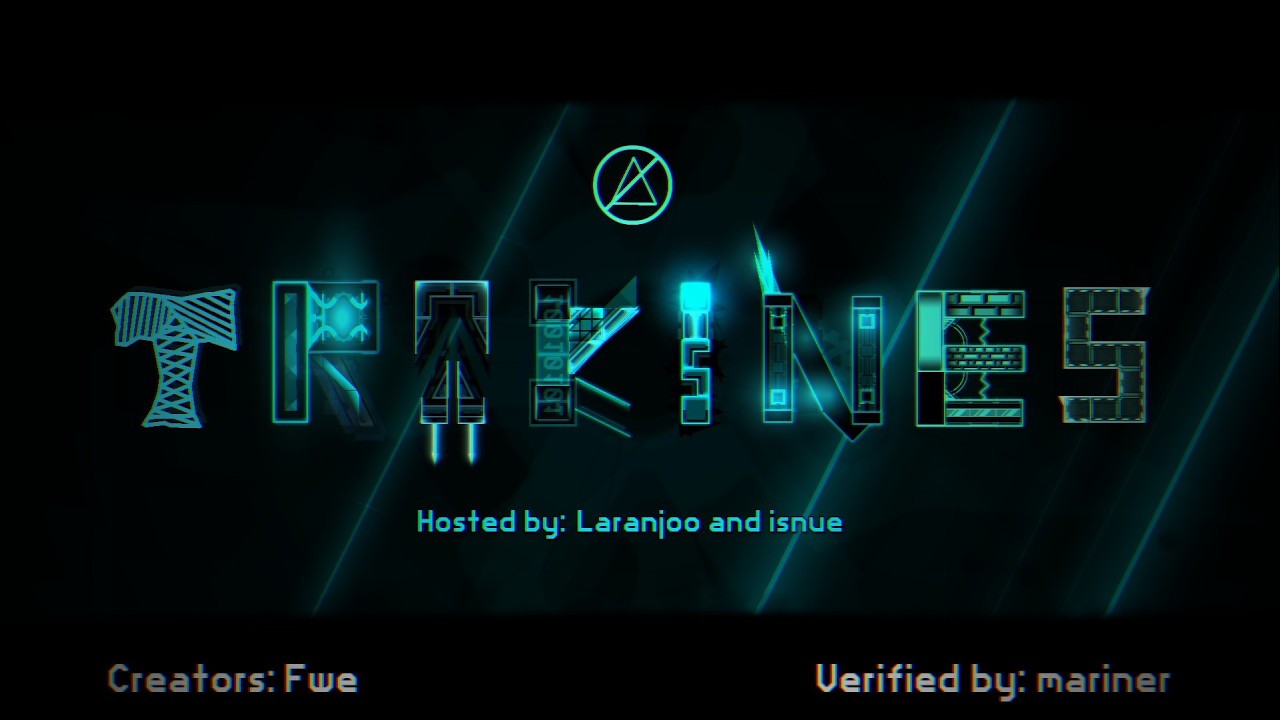 TRAKINES
Hosted by: Laranjoo and isnue
Creators: Fwe
Verified by: mariner